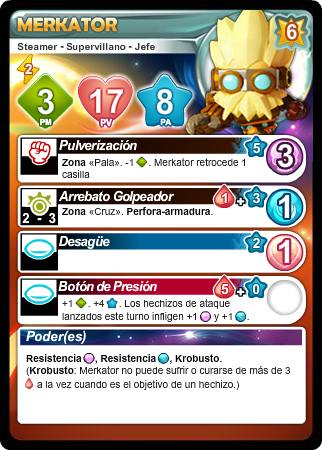 MERKATOR
6
Steamer - Supervillano - Jefe
2
3 PM
17 PV
8 PA
Pulverización 5 3
Zona «Pala». -1 . Merkator retrocede 1
casilla
Arrebato Golpeador 1 + 3 1
2 - 3
Zona «Cruz». Perfora-armadura.
Desagüe 2 1
Botón de Presión 5 + 0
+1 . +4 . Los hechizos de ataque
lanzados este turno infligen +1 y +1 .
Poder(es)
Resistencia , Resistencia , Krobusto.
(Krobusto: Merkator no puede sufrir o curarse de más de 3
a la vez cuando es el objetivo de un hechizo.)